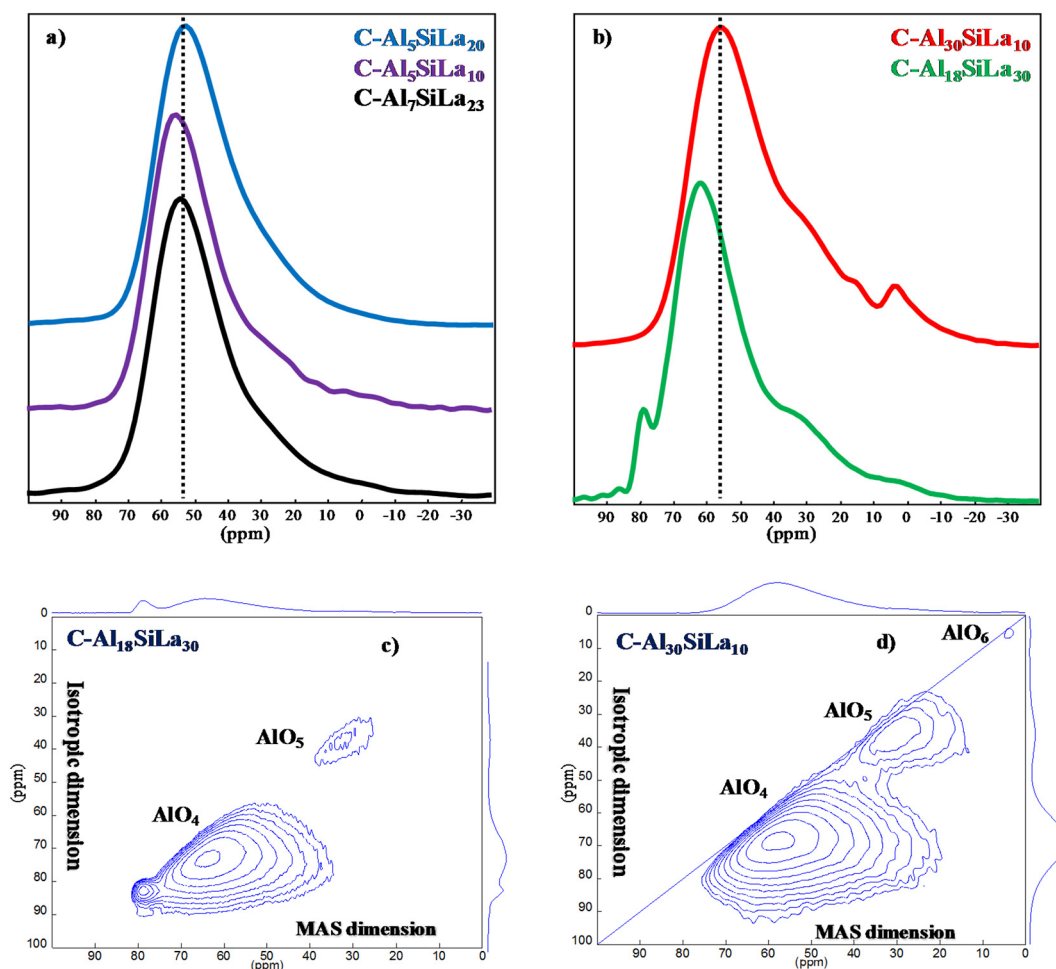 a)
C-Al₅SiLa₂₀
C-Al₅SiLa₁₀
C-Al₇SiLa₂₃
90 80 70 60 50 40 30 20 10 0 -10 -20 -30
(ppm)
b)
C-Al₃₀SiLa₁₀
C-Al₁₈SiLa₃₀
90 80 70 60 50 40 30 20 10 0 -10 -20 -30
(ppm)
0
10
20
30
40
50
60
70
80
90
100
(ppm)
Isotropic dimension
C-Al₁₈SiLa₃₀
c)
AlO₅
AlO₄
MAS dimension
90 80 70 60 50 40 30 20 10 0
(ppm)
0
10
20
30
40
50
60
70
80
90
100
(ppm)
Isotropic dimension
C-Al₃₀SiLa₁₀
d)
AlO₆
AlO₅
AlO₄
MAS dimension
90 80 70 60 50 40 30 20 10 0
(ppm)